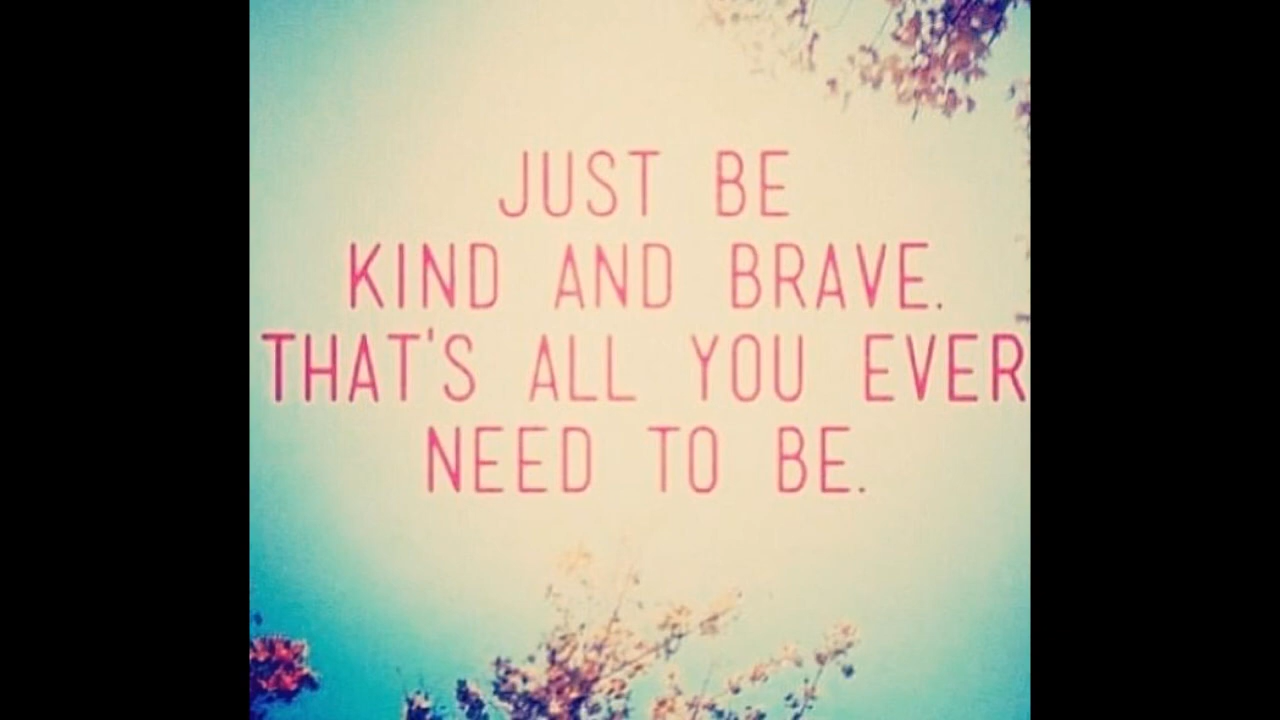 JUST BE
KIND AND BRAVE.
THAT'S ALL YOU EVER
NEED TO BE.